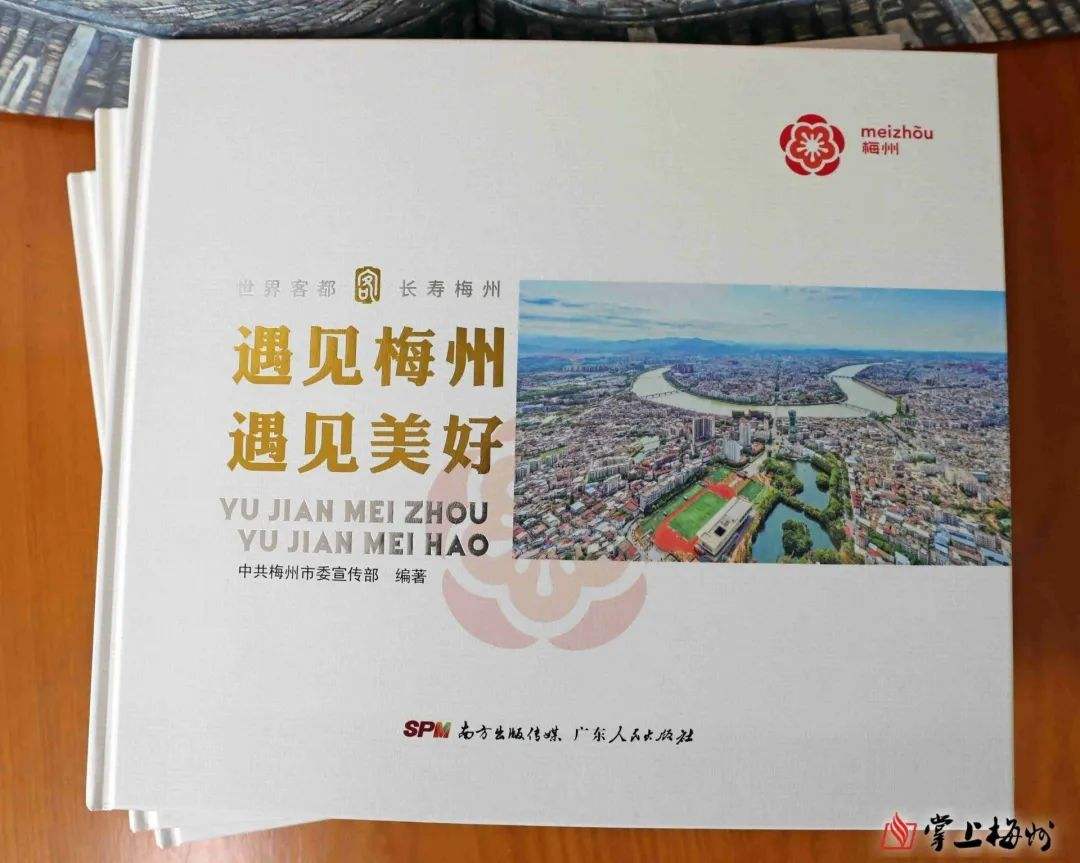 meizhōu
梅州
世界客都 客 长寿梅州
遇见梅州
遇见美好
YU JIAN MEI ZHOU
YU JIAN MEI HAO
中共梅州市委宣传部 编著
SPM 南方出版传媒 广东人民出版社
掌上梅州